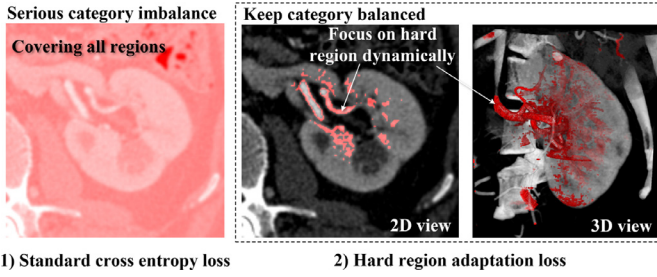 Serious category imbalance
Covering all regions
Keep category balanced
Focus on hard
region dynamically
2D view
3D view
1) Standard cross entropy loss
2) Hard region adaptation loss